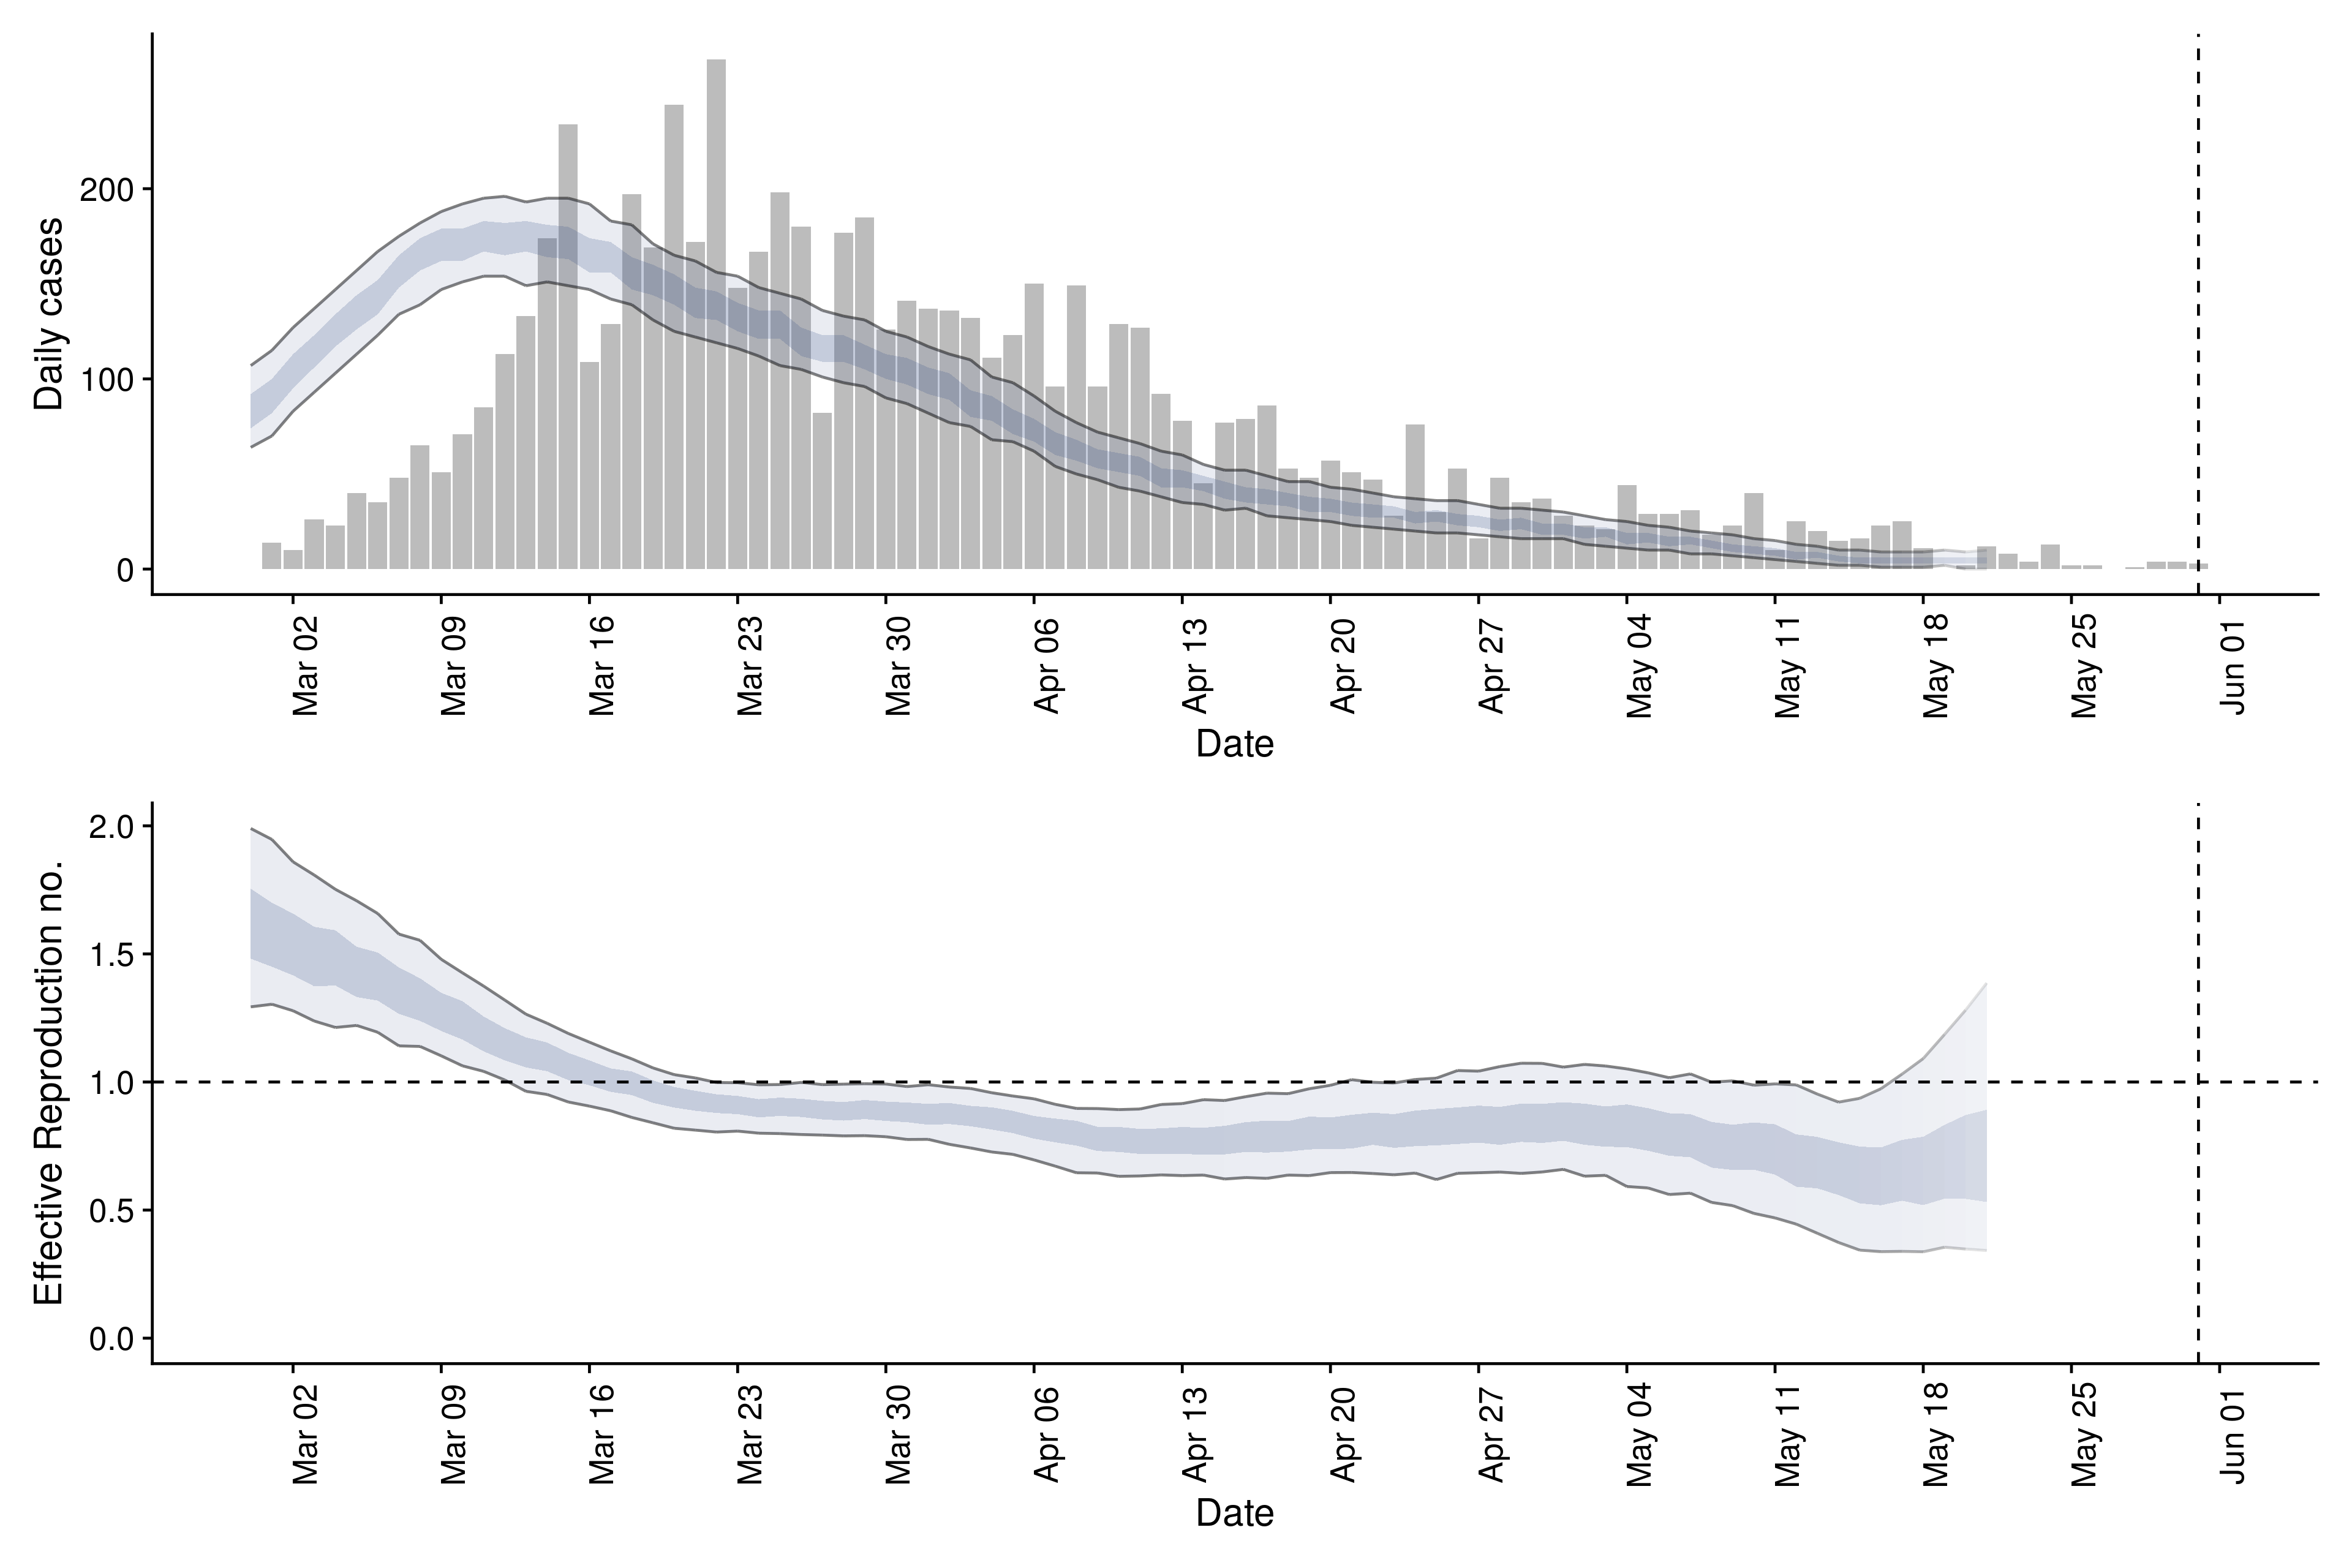 Daily cases
200
100
0
Mar 02
Mar 09
Mar 16
Mar 23
Mar 30
Apr 06
Apr 13
Apr 20
Apr 27
May 04
May 11
May 18
May 25
Jun 01
Date
Effective Reproduction no.
2.0
1.5
1.0
0.5
0.0
Mar 02
Mar 09
Mar 16
Mar 23
Mar 30
Apr 06
Apr 13
Apr 20
Apr 27
May 04
May 11
May 18
May 25
Jun 01
Date